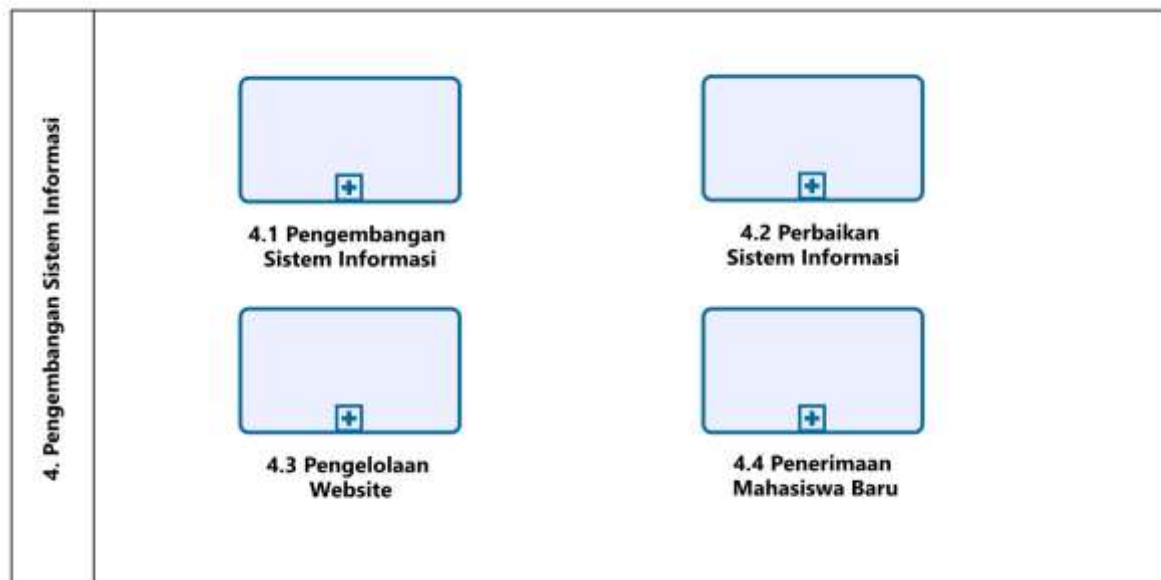 4. Pengembangan Sistem Informasi
4.1 Pengembangan
Sistem Informasi
4.2 Perbaikan
Sistem Informasi
4.3 Pengelolaan
Website
4.4 Penerimaan
Mahasiswa Baru